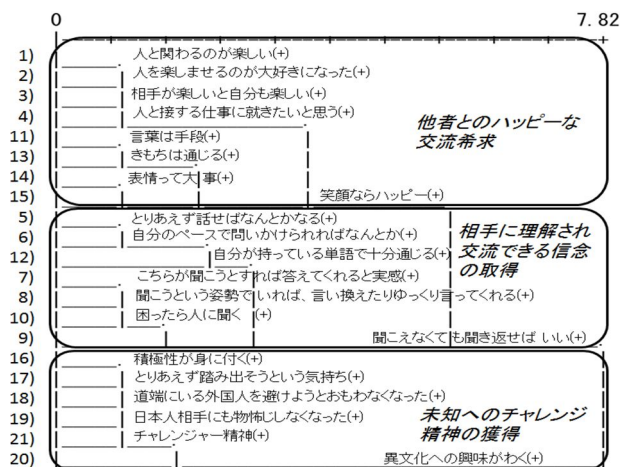 0 7.82
1) 人と関わるのが楽しい(+)
2) 人を楽しませるのが大好きになった(+)
3) 相手が楽しいと自分も楽しい(+)
4) 人と接する仕事に就きたいと思う(+)
11) 言葉は手段(+)
13) きもちは通じる(+)
14) 表情って大事(+)
15) 笑顔ならハッピー(+)
他者とのハッピーな
交流希求
5) とりあえず話せばなんとかなる(+)
6) 自分のペースで問いかけられればなんとか(+)
12) 自分が持っている単語で十分通じる(+)
7) こちらが聞こうとすれば答えてくれると実感(+)
8) 聞こうという姿勢でいれば、言い換えたりゆっくり言ってくれる(+)
10) 困ったら人に聞く (+)
9) 聞こえなくても聞き返せば いい(+)
相手に理解され
交流できる信念
の取得
16) 積極性が身に付く(+)
17) とりあえず踏み出そうという気持ち(+)
18) 道端にいる外国人を避けようとおもわなくなった(+)
19) 日本人相手にも物怖じしなくなった(+)
21) チャレンジャー精神(+)
20) 異文化への興味がわく(+)
未知へのチャレンジ
精神の獲得